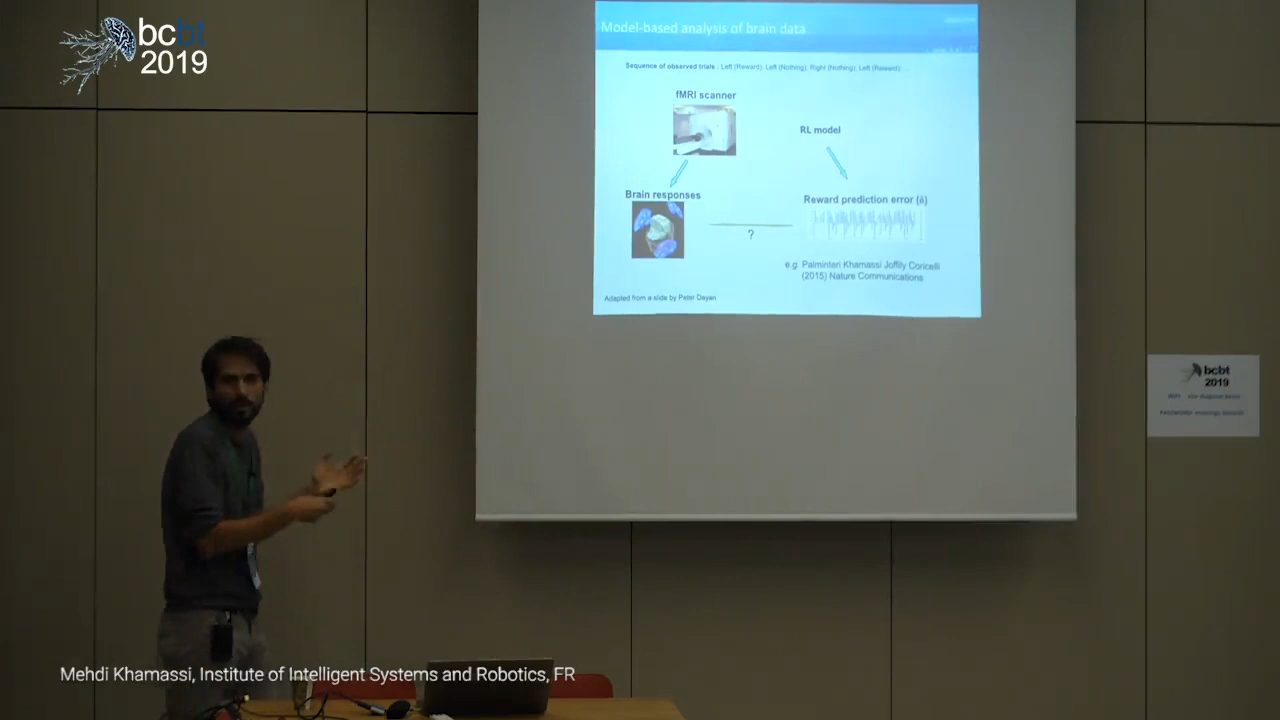 bcbt
2019
Model-based analysis of brain data
Sequence of observed trials : Left (Reward); Left (Nothing); Right (Nothing); Left (Reward); ...
fMRI scanner
RL model
Brain responses
Reward prediction error (δ)
?
e.g. Palminteri Khamassi Joffily Coricelli
(2015) Nature Communications
Adapted from a slide by Peter Dayan
bcbt
2019
Mehdi Khamassi, Institute of Intelligent Systems and Robotics, FR